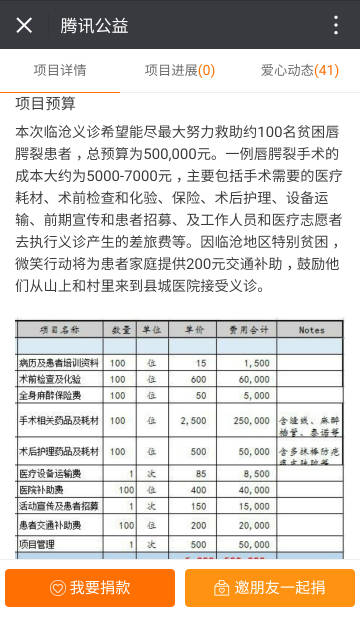 腾讯公益
项目详情 项目进展(0) 爱心动态(41)
项目预算
本次临沧义诊希望能尽最大努力救助约100名贫困唇
腭裂患者，总预算为500,000元。一例唇腭裂手术的
成本大约为5000-7000元，主要包括手术需要的医疗
耗材、术前检查和化验、保险、术后护理、设备运
输、前期宣传和患者招募、及工作人员和医疗志愿者
去执行义诊产生的差旅费等。因临沧地区特别贫困，
微笑行动将为患者家庭提供200元交通补助，鼓励他
们从山上和村里来到县城医院接受义诊。
项目名称 数量 单位 单价 费用合计 Notes
病历及患者培训资料 100 位 15 1,500
术前检查及化验 100 位 600 60,000
全身麻醉保险费 100 位 50 5,000
手术相关药品及耗材 100 位 2,500 250,000 含缝线、麻醉
插管、泰诺等
术后护理药品及耗材 100 位 500 50,000 含多抹棒防疤
医疗设备运输费 1 次 85 8,500
医院补助费 100 位 400 40,000
活动宣传及患者招募 1 次 150 15,000
患者交通补助费 100 位 200 20,000
项目管理 1 次 500 50,000
我要捐款 邀朋友一起捐